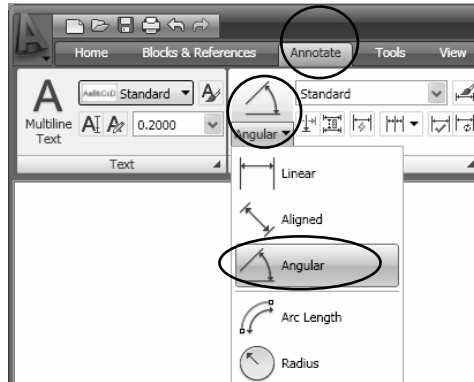 Home Blocks & References Annotate Tools View
AaBbCcD Standard Standard
Multiline Text 0.2000 Angular
Text
Linear
Aligned
Angular
Arc Length
Radius